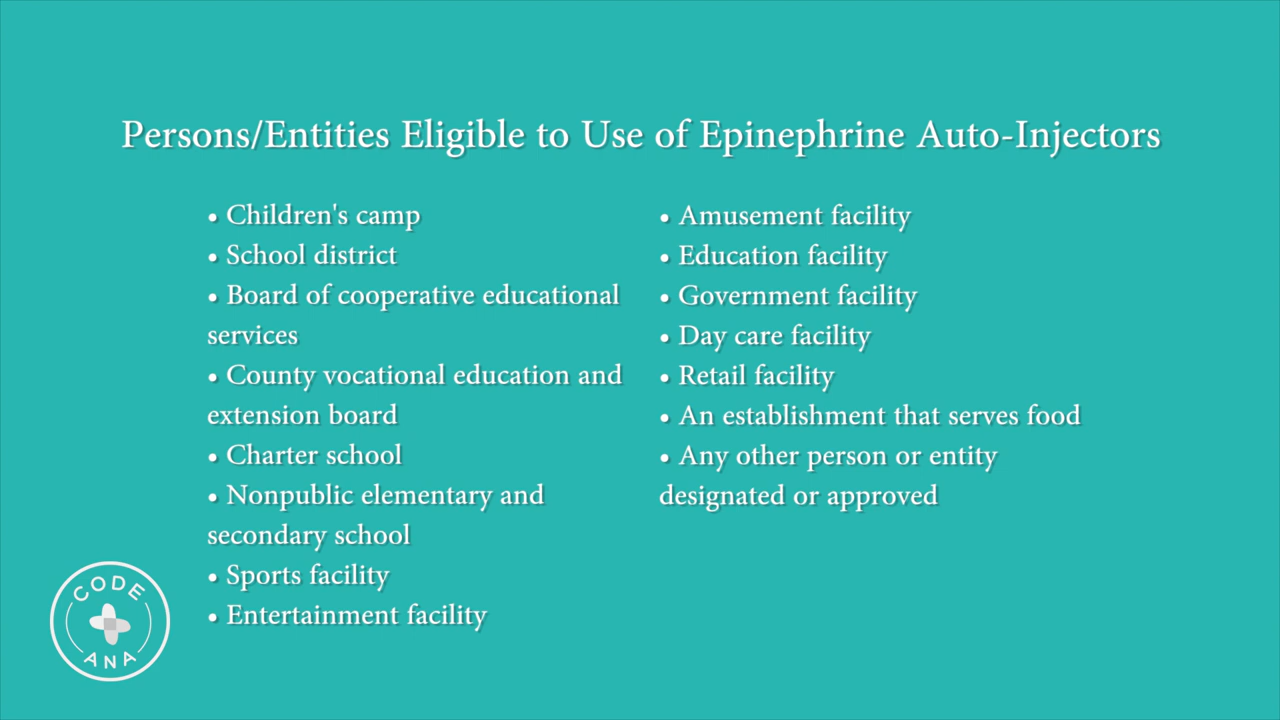 Persons/Entities Eligible to Use of Epinephrine Auto-Injectors
• Children's camp
• School district
• Board of cooperative educational
services
• County vocational education and
extension board
• Charter school
• Nonpublic elementary and
secondary school
• Sports facility
• Entertainment facility
• Amusement facility
• Education facility
• Government facility
• Day care facility
• Retail facility
• An establishment that serves food
• Any other person or entity
designated or approved
CODE
ANA